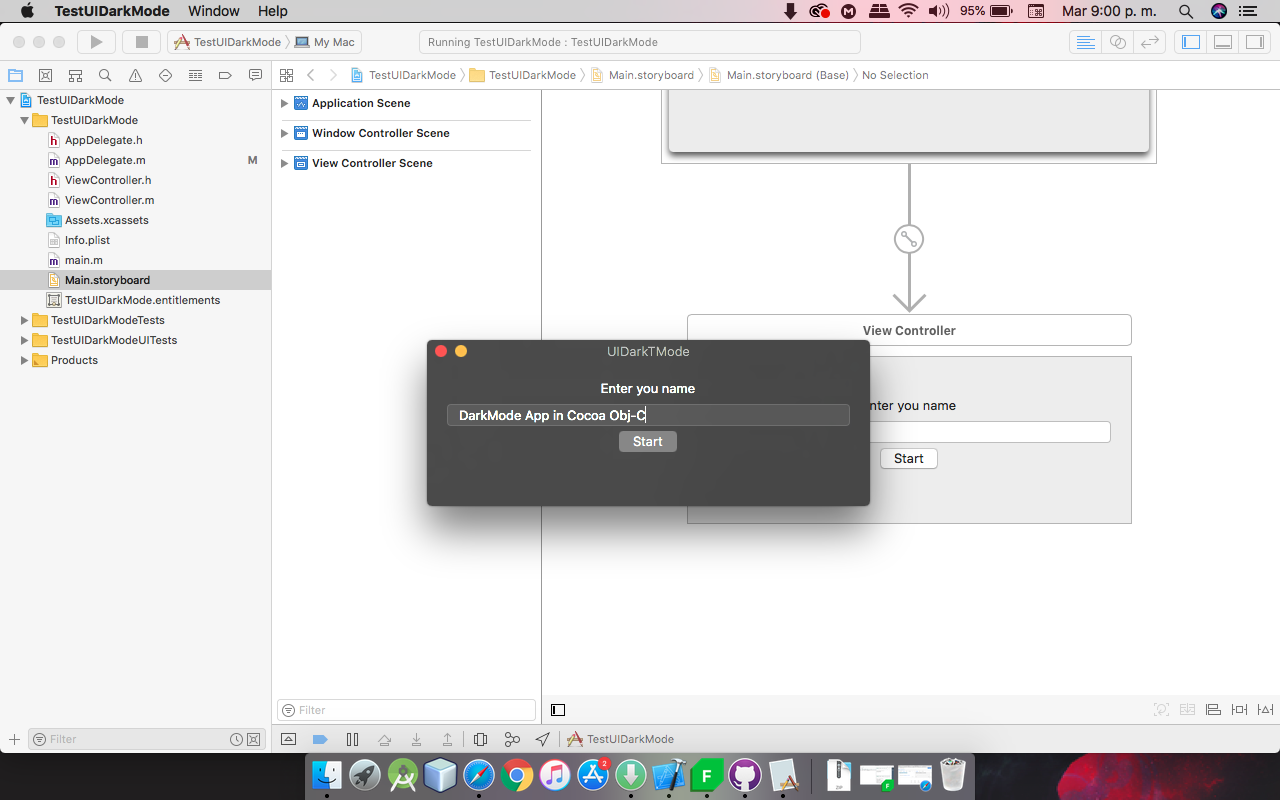 TestUIDarkMode Window Help 95% Mar 9:00 p. m.
TestUIDarkMode My Mac Running TestUIDarkMode : TestUIDarkMode
TestUIDarkMode TestUIDarkMode Main.storyboard Main.storyboard (Base) No Selection
TestUIDarkMode
TestUIDarkMode
h AppDelegate.h
m AppDelegate.m M
h ViewController.h
m ViewController.m
Assets.xcassets
Info.plist
m main.m
Main.storyboard
TestUIDarkMode.entitlements
TestUIDarkModeTests
TestUIDarkModeUITests
Products
Application Scene
Window Controller Scene
View Controller Scene
View Controller
nter you name
Start
UIDarkTMode
Enter you name
DarkMode App in Cocoa Obj-C
Start
Filter
Filter
TestUIDarkMode
2
F